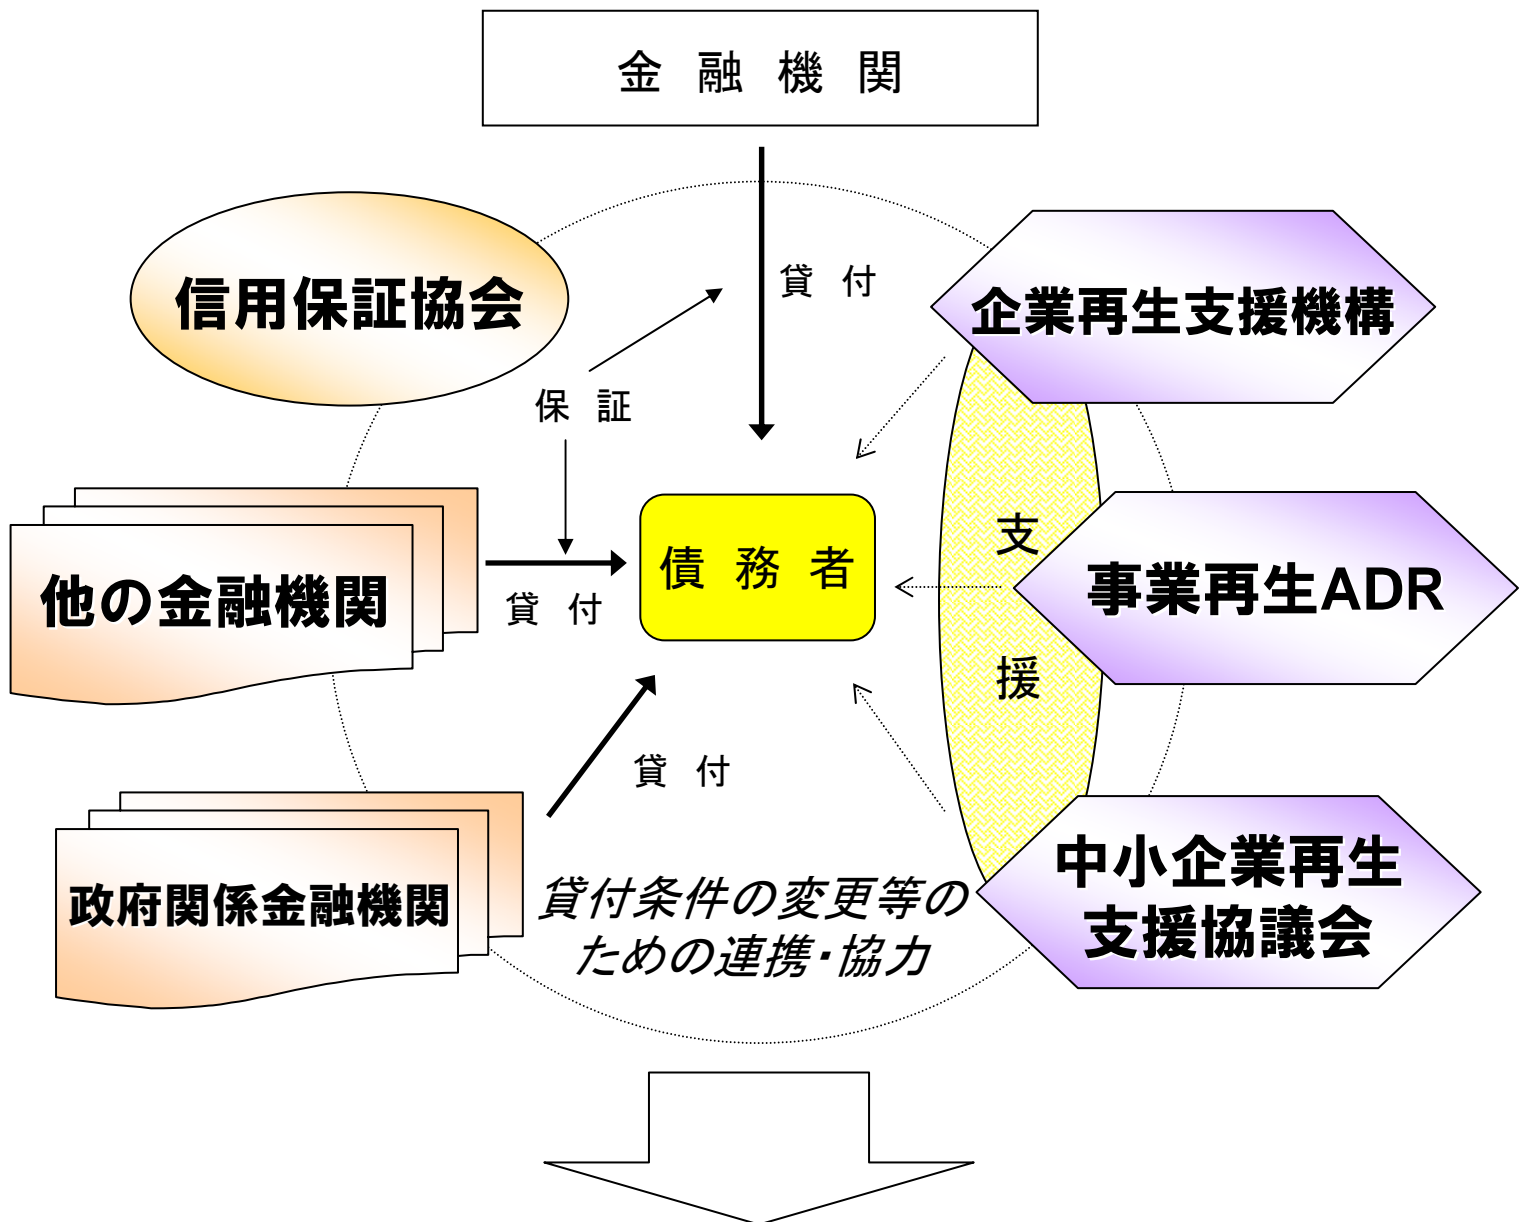 金融機関
信用保証協会
貸付
企業再生支援機構
保証
他の金融機関
貸付
債務者
支援
事業再生ADR
貸付
政府関係金融機関
貸付条件の変更等の
ための連携・協力
中小企業再生
支援協議会